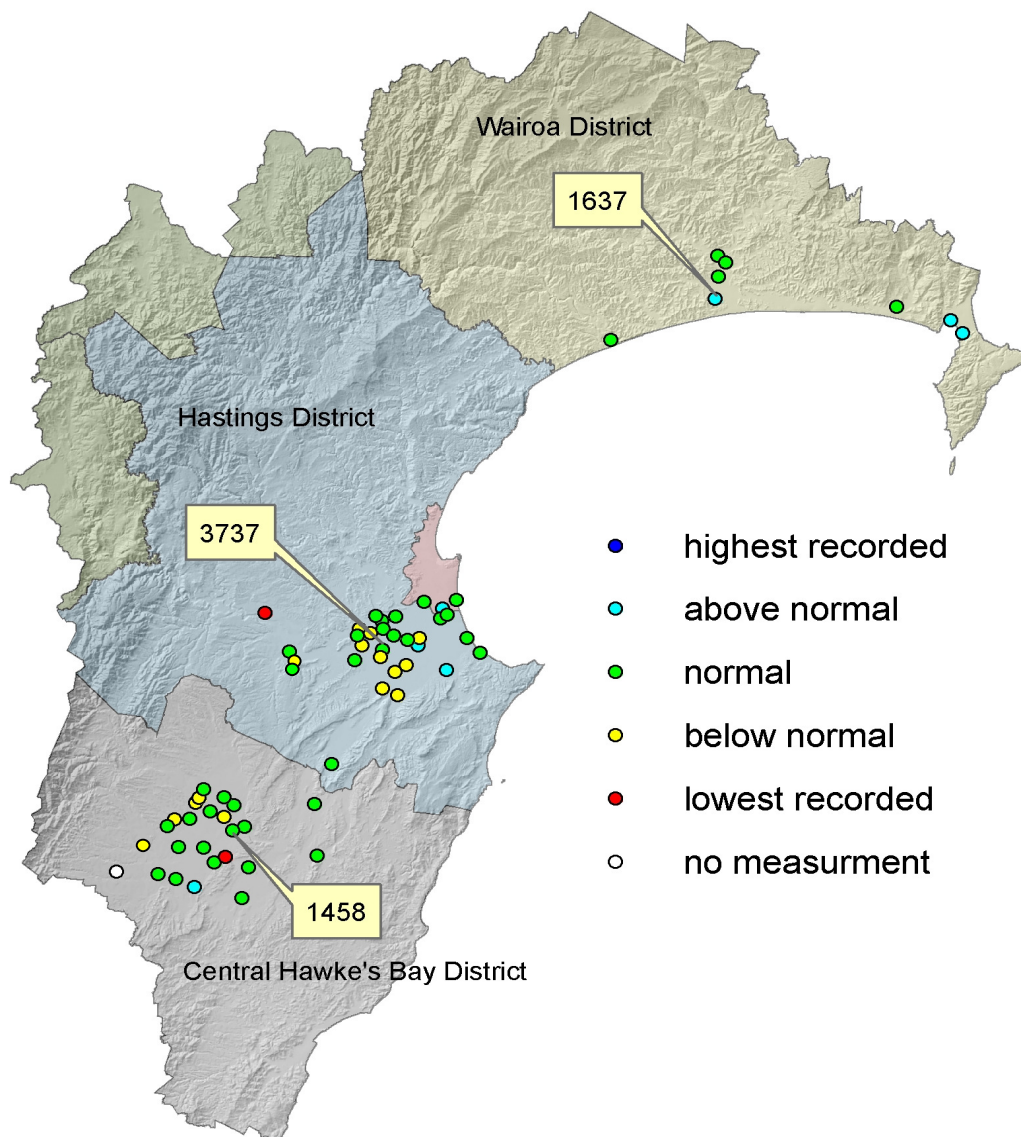 Wairoa District
1637
Hastings District
3737
highest recorded
above normal
normal
below normal
lowest recorded
no measurment
1458
Central Hawke's Bay District